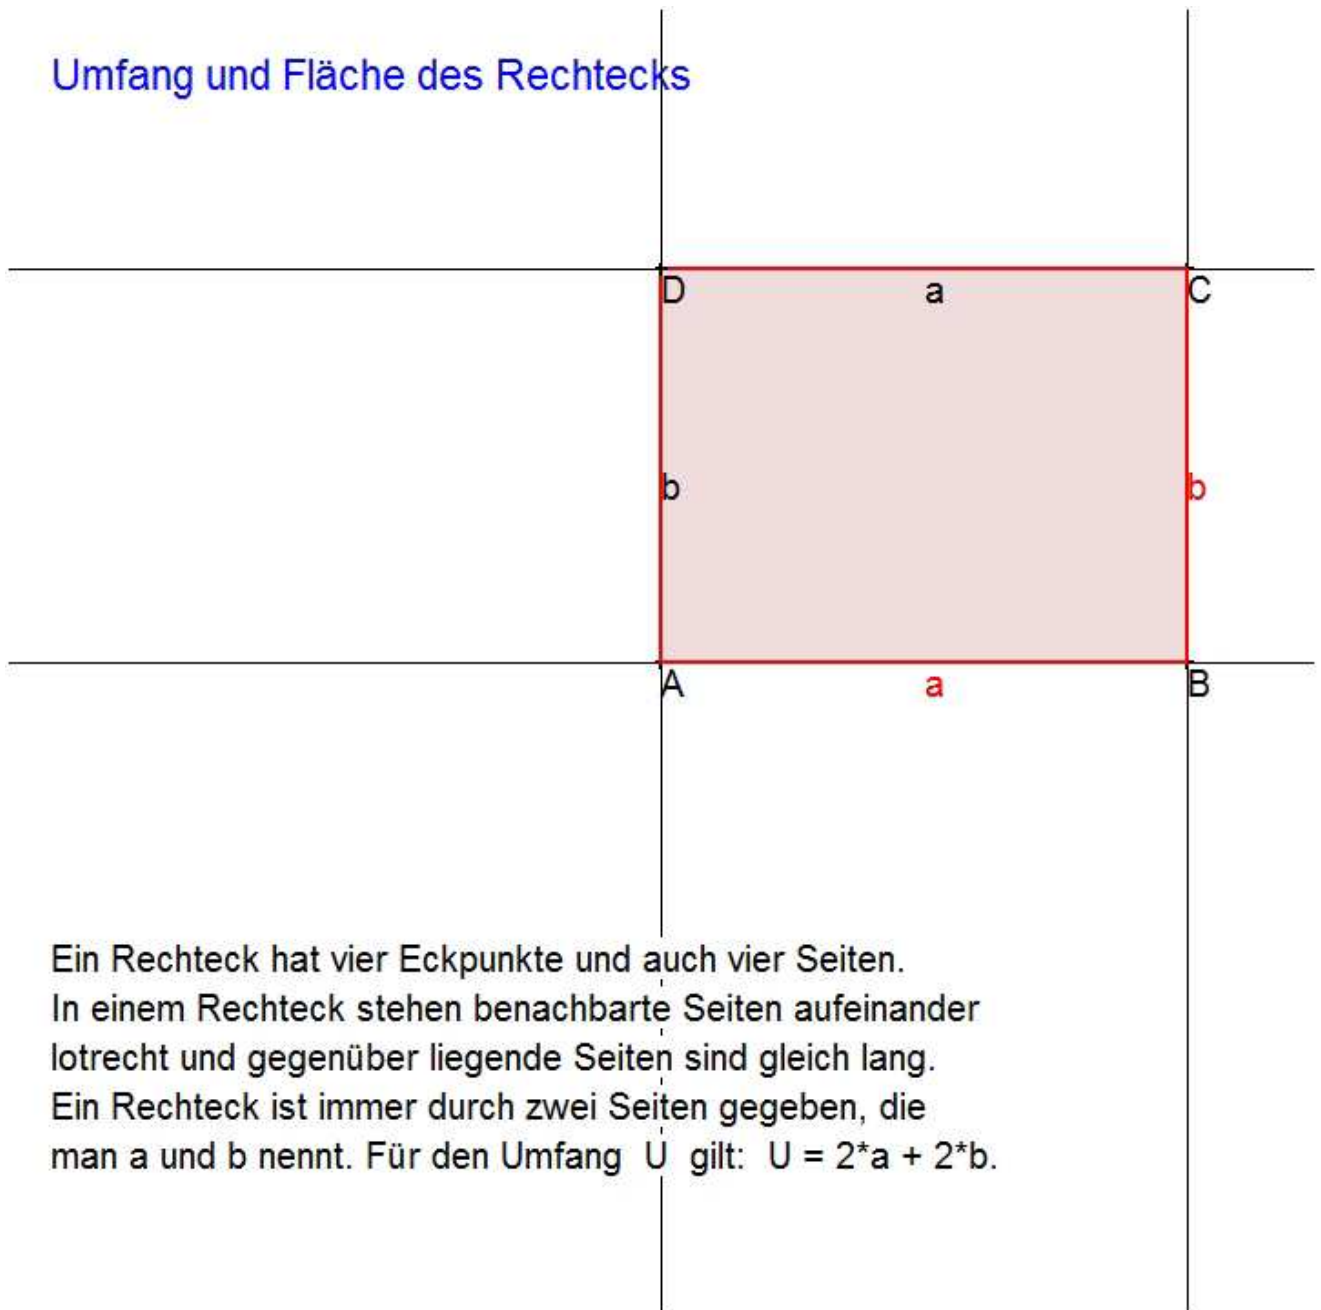 Umfang und Fläche des Rechtecks
D a C
b b
A a B
Ein Rechteck hat vier Eckpunkte und auch vier Seiten.
In einem Rechteck stehen benachbarte Seiten aufeinander
lotrecht und gegenüber liegende Seiten sind gleich lang.
Ein Rechteck ist immer durch zwei Seiten gegeben, die
man a und b nennt. Für den Umfang U gilt: U = 2*a + 2*b.